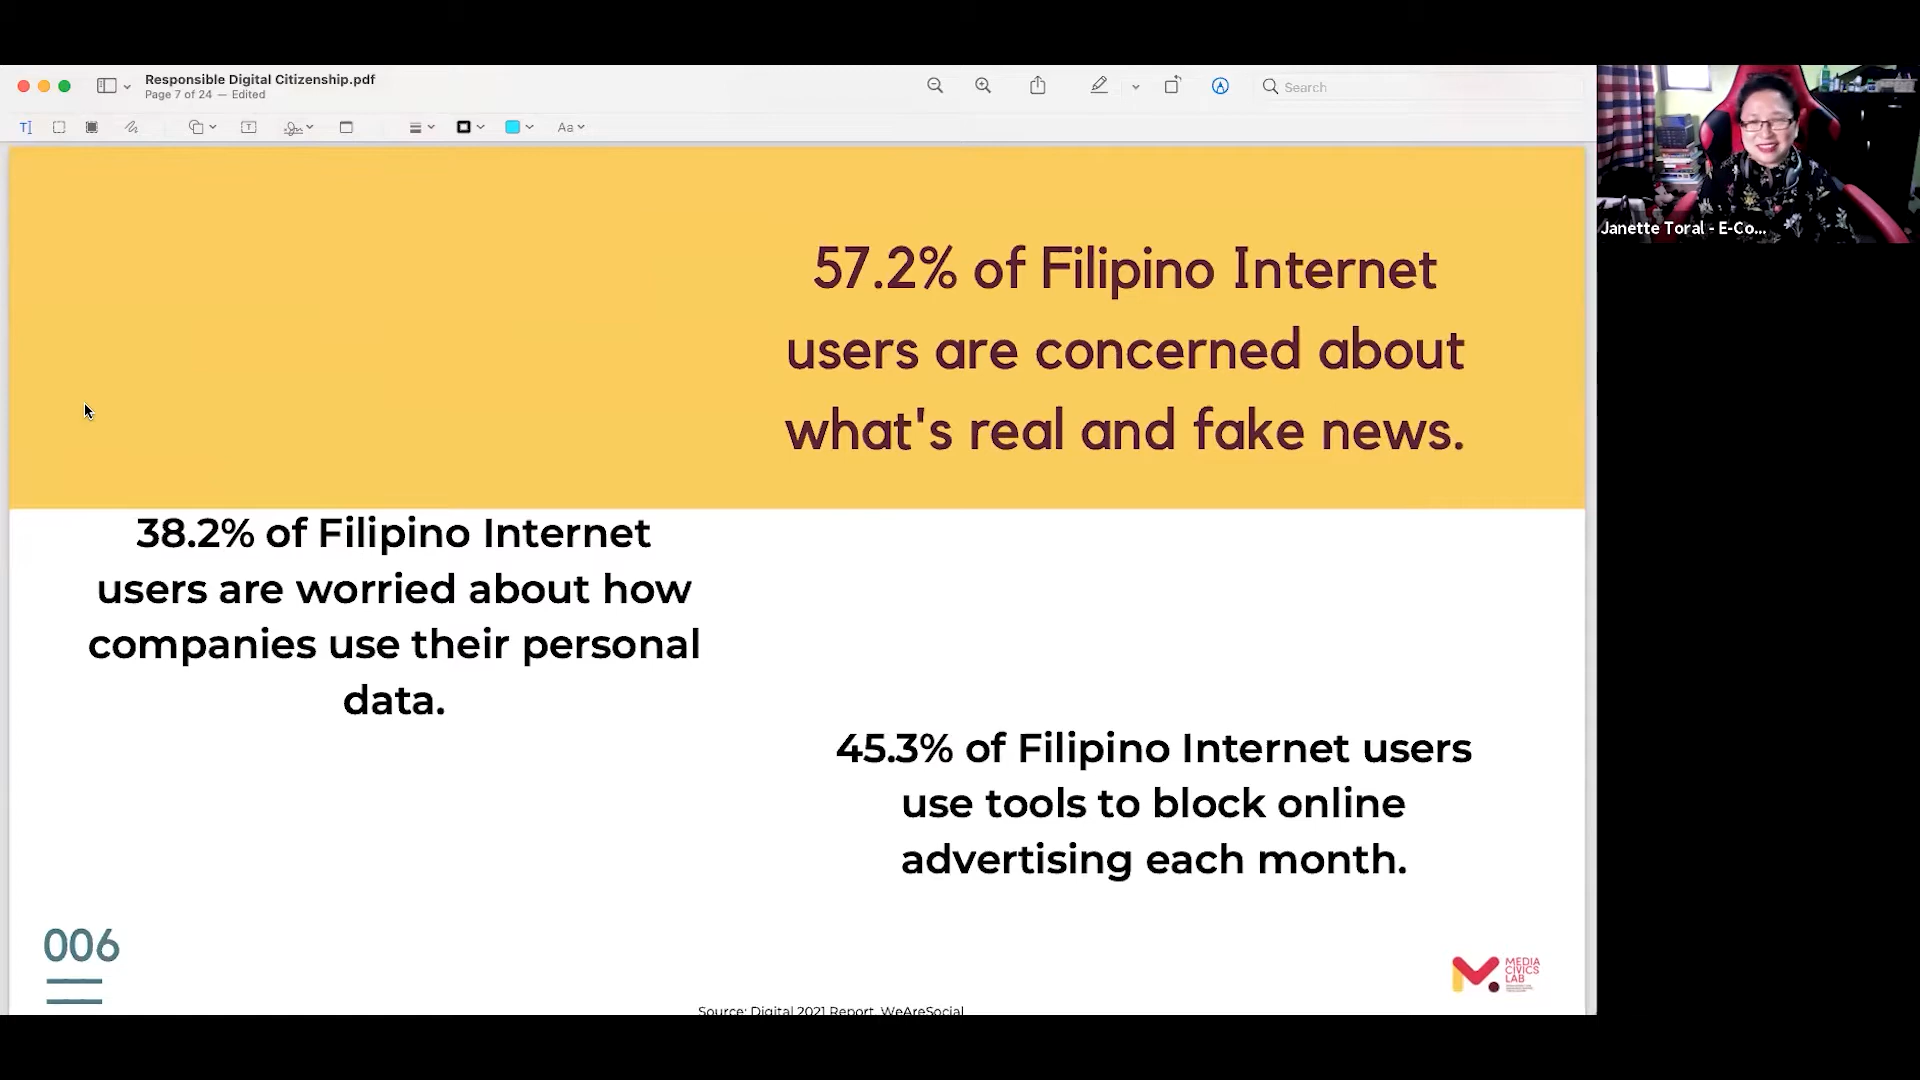 Responsible Digital Citizenship.pdf
Page 7 of 24 — Edited
Search
Aa
57.2% of Filipino Internet
users are concerned about
what's real and fake news.
38.2% of Filipino Internet
users are worried about how
companies use their personal
data.
45.3% of Filipino Internet users
use tools to block online
advertising each month.
006
MEDIA
CIVICS
LAB
Source: Digital 2021 Report, WeAreSocial
Janette Toral - E-Co...